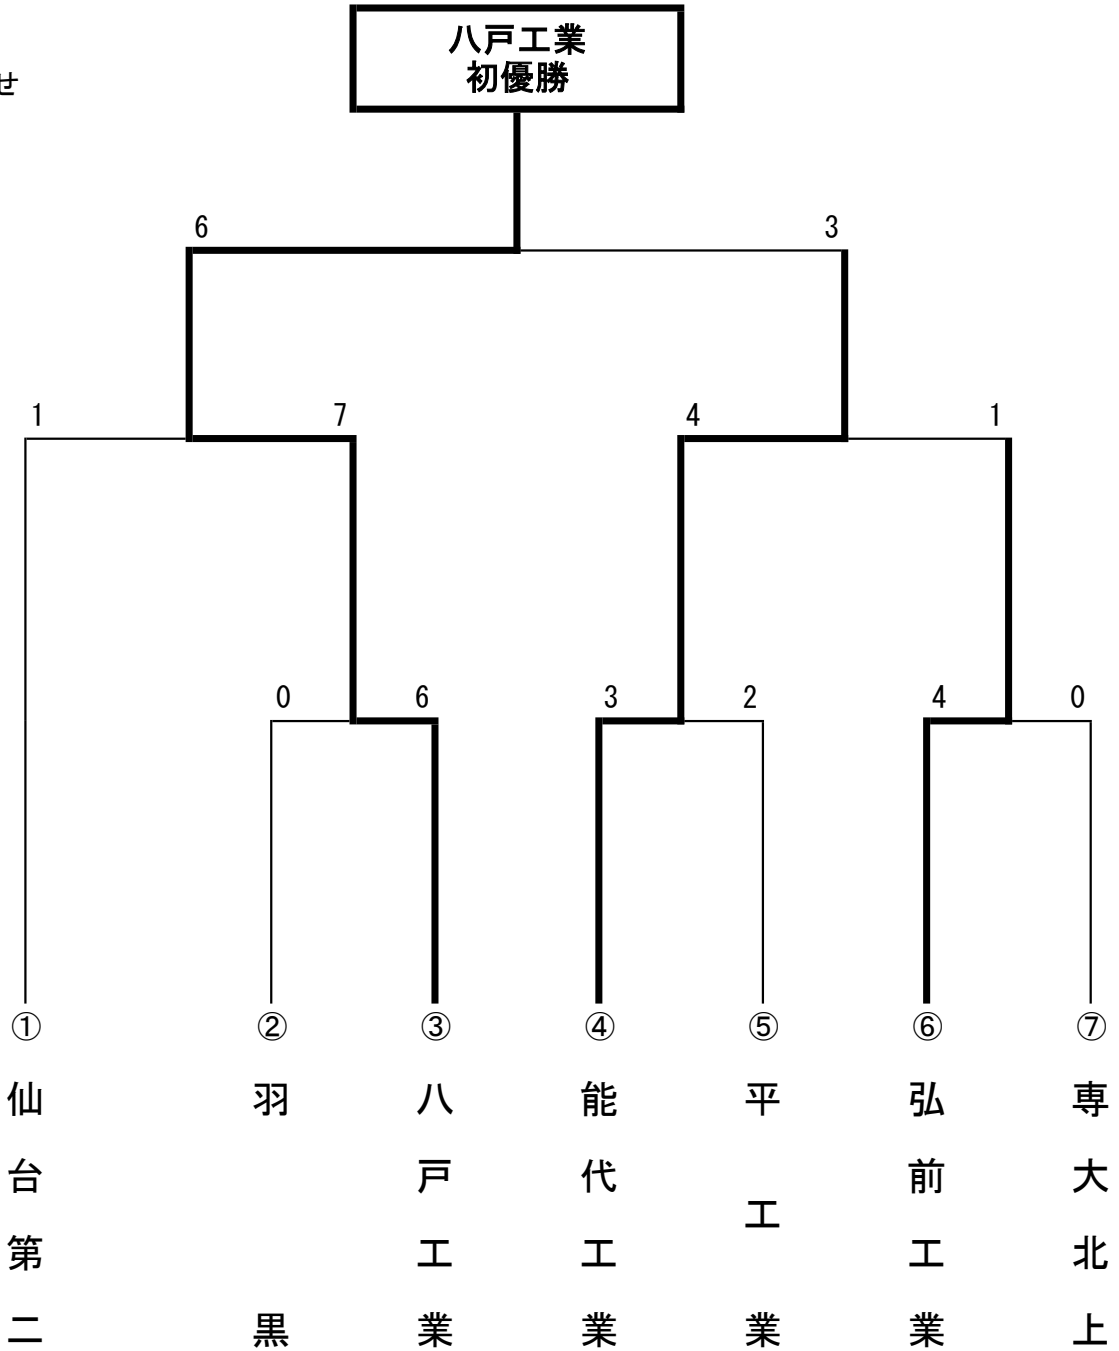 八戸工業
初優勝
せ
6 3
1 7 4 1
0 6 3 2 4 0
① ② ③ ④ ⑤ ⑥ ⑦
仙台第二
羽黒
八戸工業
能代工業
平工業
弘前工業
専大北上